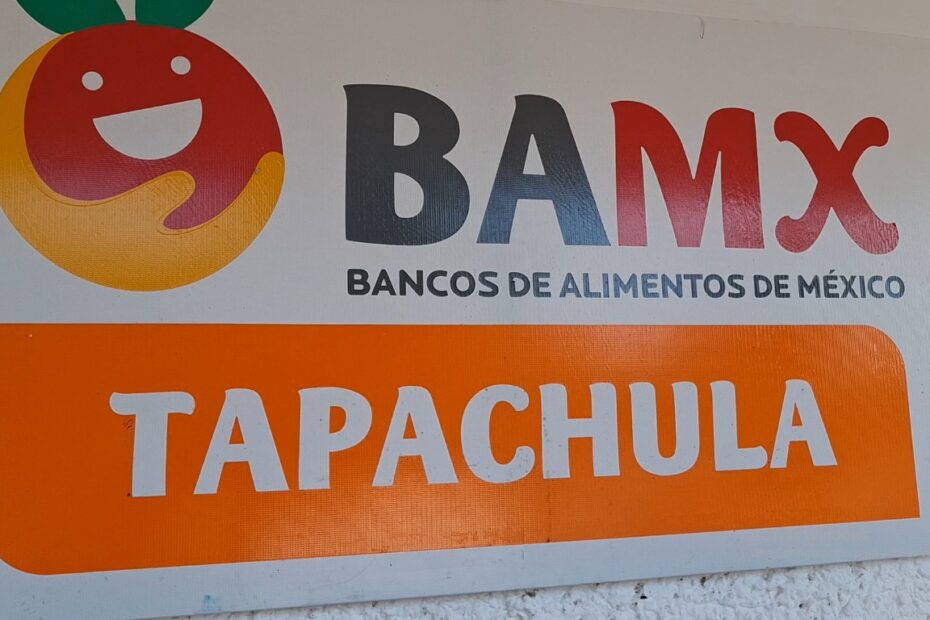 BAMX
BANCOS DE ALIMENTOS DE MÉXICO
TAPACHULA